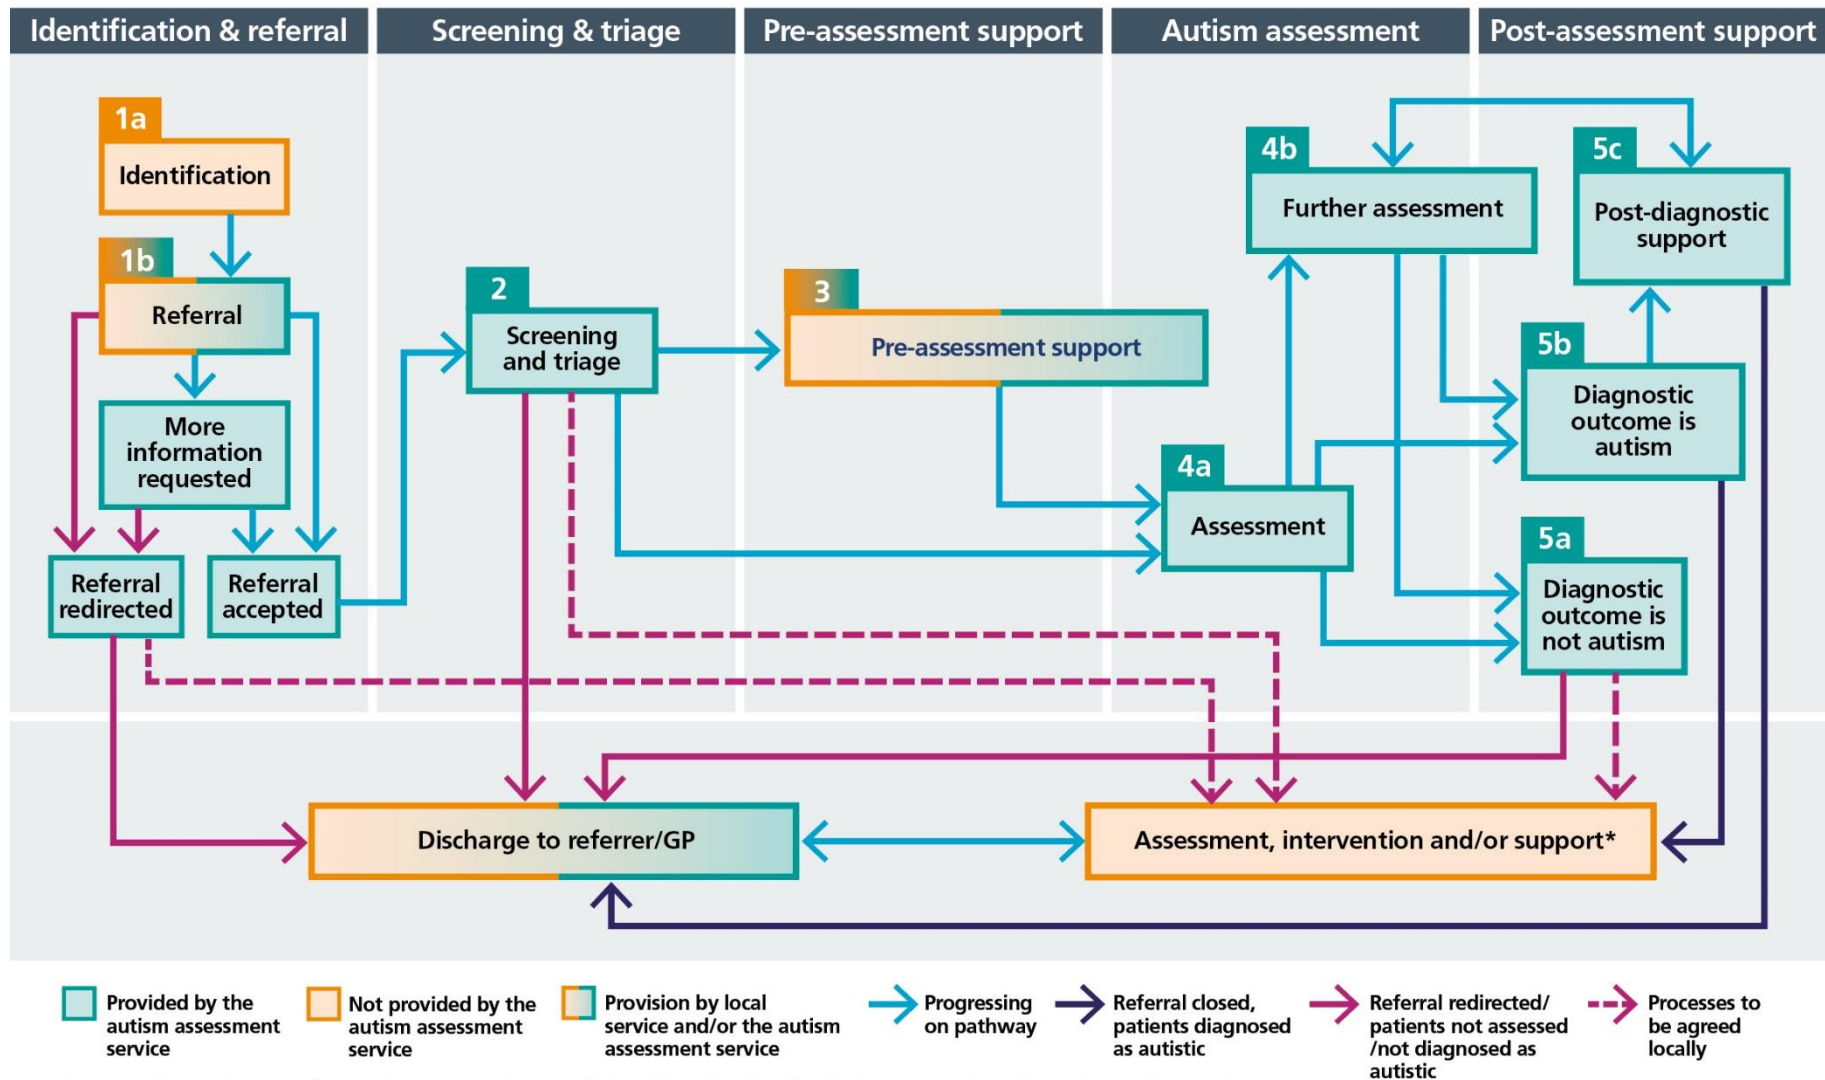 Identification & referral
Screening & triage
Pre-assessment support
Autism assessment
Post-assessment support
1a
Identification
1b
Referral
More
information
requested
Referral
redirected
Referral
accepted
2
Screening
and triage
3
Pre-assessment support
4a
Assessment
4b
Further assessment
5c
Post-diagnostic
support
5b
Diagnostic
outcome is
autism
5a
Diagnostic
outcome is
not autism
Discharge to referrer/GP
Assessment, intervention and/or support*
Provided by the
autism assessment
service
Not provided by the
autism assessment
service
Provision by local
service and/or the autism
assessment service
Progressing
on pathway
Referral closed,
patients diagnosed
as autistic
Referral redirected/
patients not assessed
/not diagnosed as
autistic
Processes to
be agreed
locally